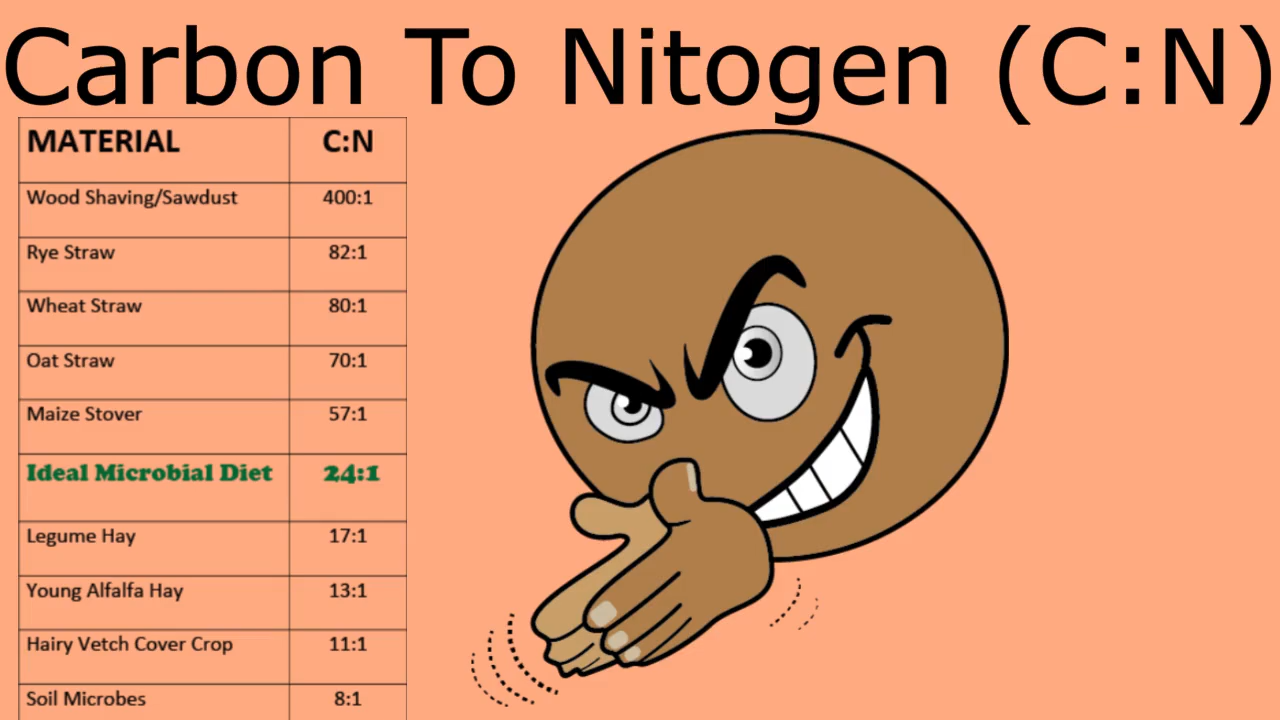 Carbon To Nitogen (C:N)
MATERIAL C:N
Wood Shaving/Sawdust 400:1
Rye Straw 82:1
Wheat Straw 80:1
Oat Straw 70:1
Maize Stover 57:1
Ideal Microbial Diet 24:1
Legume Hay 17:1
Young Alfalfa Hay 13:1
Hairy Vetch Cover Crop 11:1
Soil Microbes 8:1